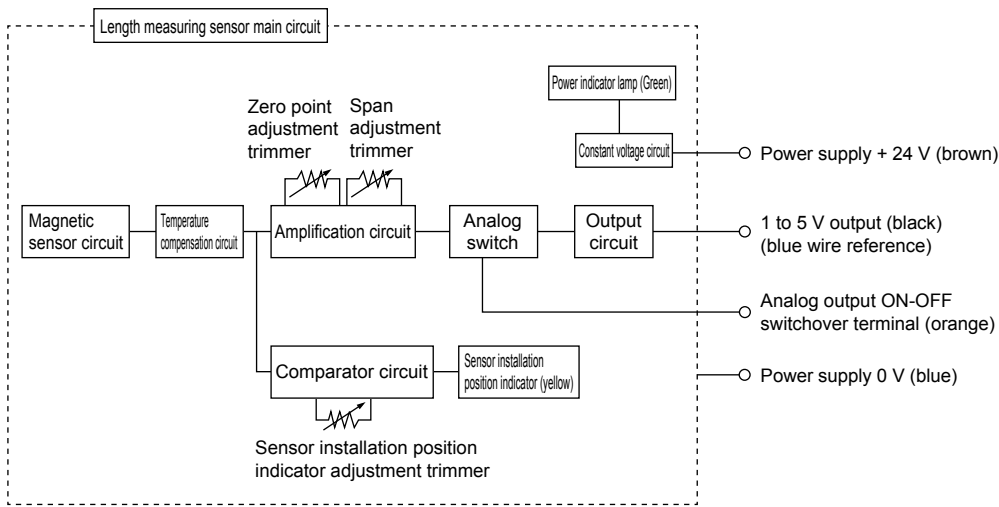 Length measuring sensor main circuit
Power indicator lamp (Green)
Zero point
adjustment
trimmer
Span
adjustment
trimmer
Constant voltage circuit
Power supply + 24 V (brown)
Magnetic
sensor circuit
Temperature
compensation circuit
Amplification circuit
Analog
switch
Output
circuit
1 to 5 V output (black)
(blue wire reference)
Analog output ON-OFF
switchover terminal (orange)
Comparator circuit
Sensor installation
position indicator (yellow)
Power supply 0 V (blue)
Sensor installation position
indicator adjustment trimmer